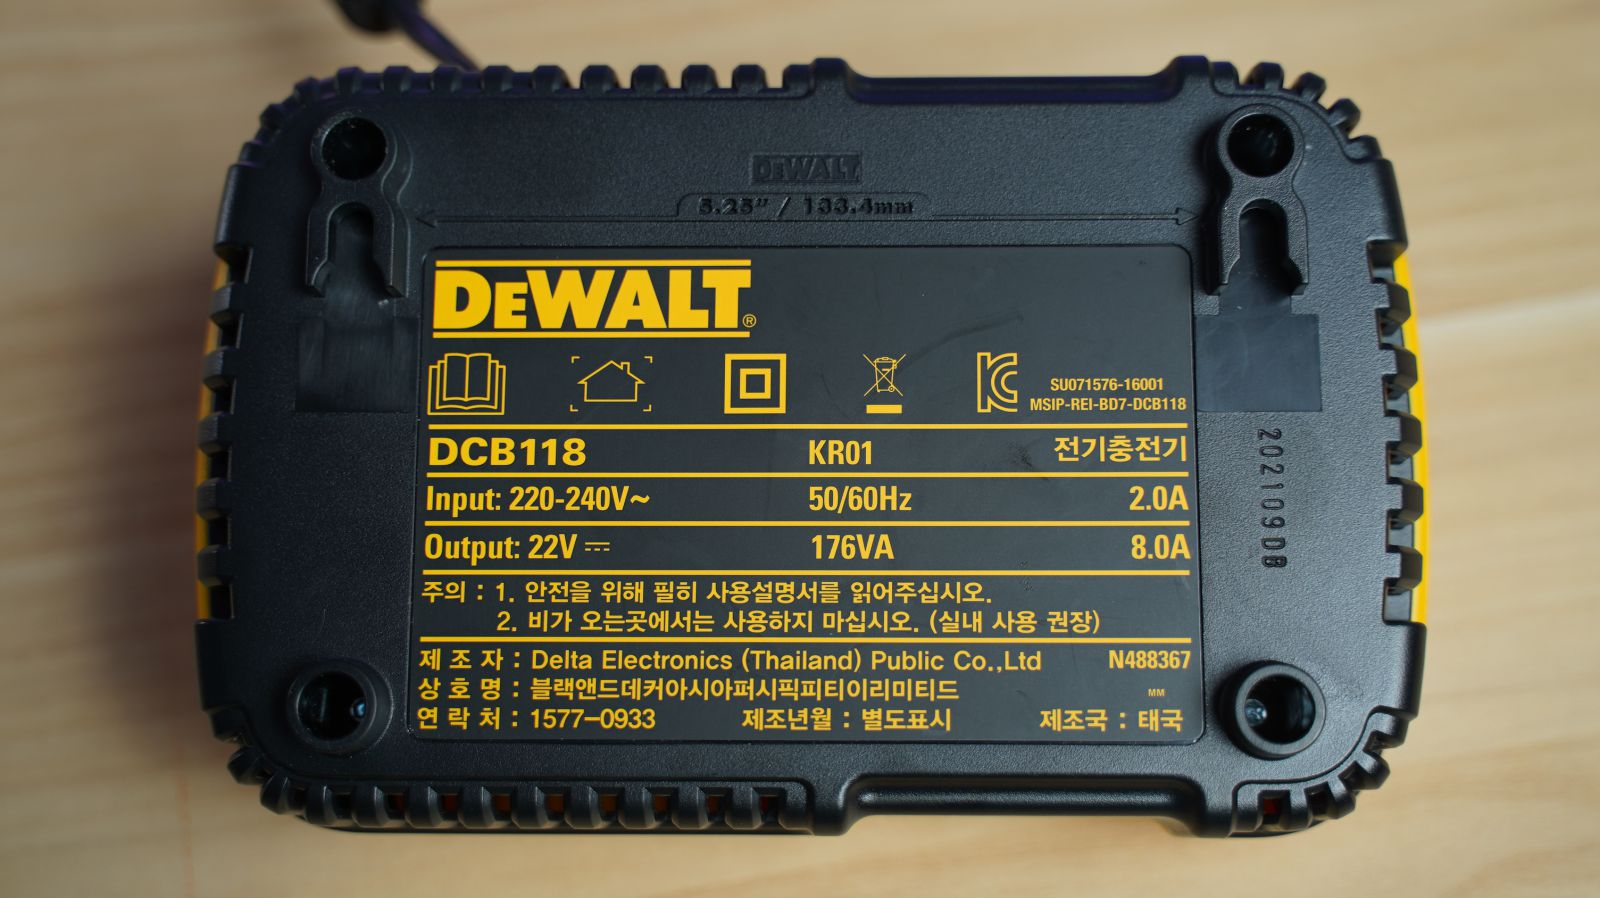 DEWALT
5.25" / 133.4mm
DEWALT®
SU071576-16001
MSIP-REI-BD7-DCB118
DCB118 KR01 전기충전기
Input: 220-240V~ 50/60Hz 2.0A
Output: 22V ⎓ 176VA 8.0A
주의 : 1. 안전을 위해 필히 사용설명서를 읽어주십시오.
2. 비가 오는곳에서는 사용하지 마십시오. (실내 사용 권장)
제 조 자 : Delta Electronics (Thailand) Public Co.,Ltd N488367
상 호 명 : 블랙앤드데커아시아퍼시픽피티이리미티드 MM
연 락 처 : 1577-0933 제조년월 : 별도표시 제조국 : 태국
20210908